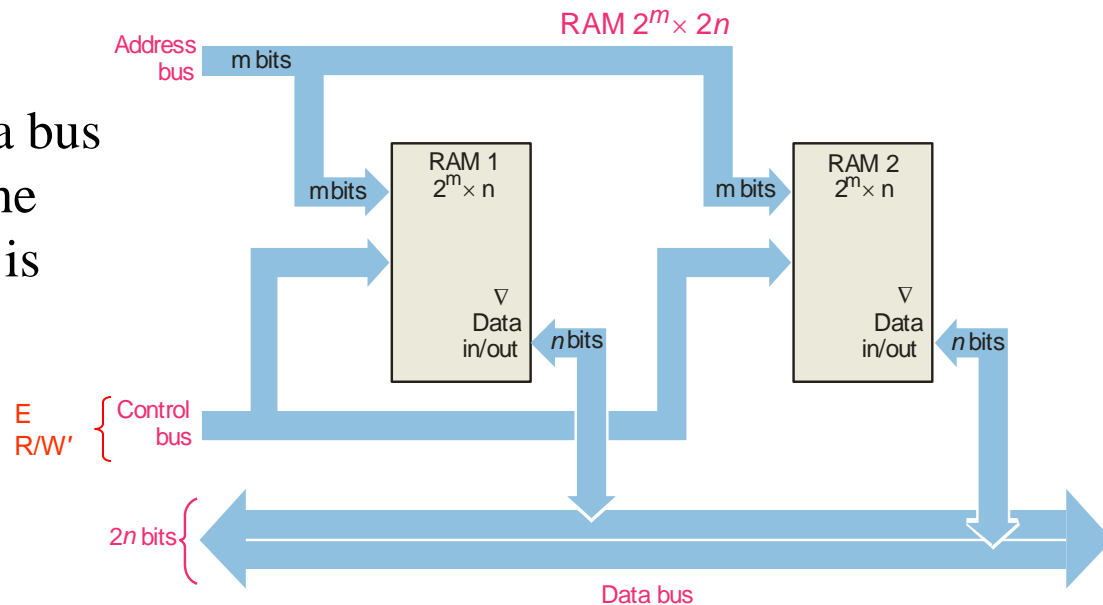 RAM 2^m × 2n
Address
bus
m bits
a bus
ne
is
RAM 1
2^m × n
m bits
∇
Data
in/out
n bits
RAM 2
2^m × n
m bits
∇
Data
in/out
n bits
E
R/W'
Control
bus
2n bits
Data bus